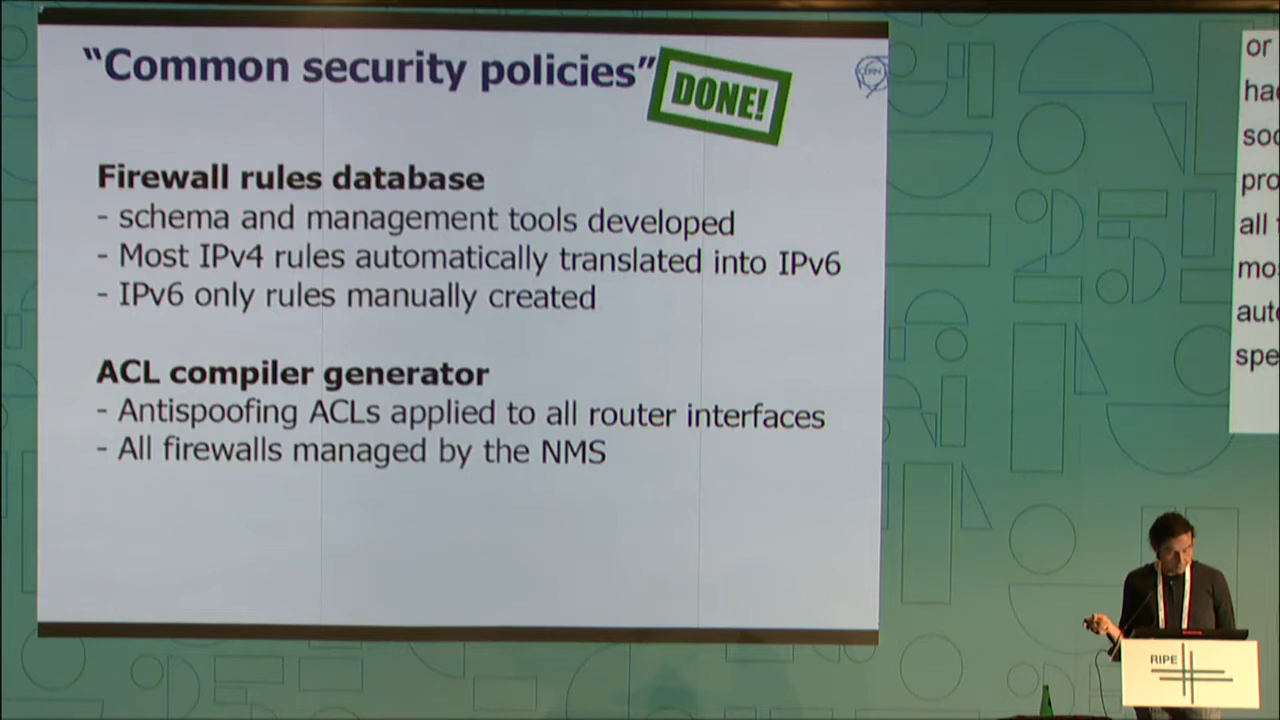 “Common security policies”
DONE!
CERN
Firewall rules database
- schema and management tools developed
- Most IPv4 rules automatically translated into IPv6
- IPv6 only rules manually created
ACL compiler generator
- Antispoofing ACLs applied to all router interfaces
- All firewalls managed by the NMS
or
all
RIPE